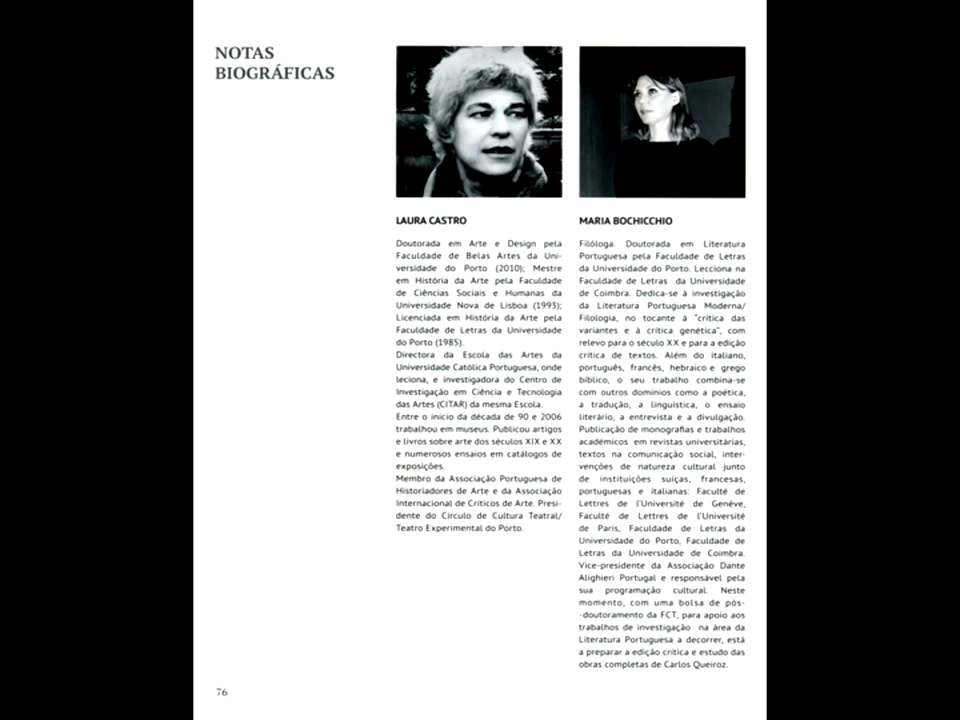 NOTAS
BIOGRÁFICAS
LAURA CASTRO
Doutorada em Arte e Design pela
Faculdade de Belas Artes da Uni-
versidade do Porto (2010); Mestre
em História da Arte pela Faculdade
de Ciências Sociais e Humanas da
Universidade Nova de Lisboa (1993);
Licenciada em História da Arte pela
Faculdade de Letras da Universidade
do Porto (1985).
Directora da Escola das Artes da
Universidade Católica Portuguesa, onde
leciona, e investigadora do Centro de
Investigação em Ciência e Tecnologia
das Artes (CITAR) da mesma Escola.
Entre o início da década de 90 e 2006
trabalhou em museus. Publicou artigos
e livros sobre arte dos séculos XIX e XX
e numerosos ensaios em catálogos de
exposições.
Membro da Associação Portuguesa de
Historiadores de Arte e da Associação
Internacional de Críticos de Arte. Presi-
dente do Círculo de Cultura Teatral/
Teatro Experimental do Porto.
MARIA BOCHICCHIO
Filóloga. Doutorada em Literatura
Portuguesa pela Faculdade de Letras
da Universidade do Porto. Lecciona na
Faculdade de Letras da Universidade
de Coimbra. Dedica-se à investigação
da Literatura Portuguesa Moderna/
Filologia, no tocante à "crítica das
variantes e à crítica genética", com
relevo para o século XX e para a edição
crítica de textos. Além do italiano,
português, francês, hebraico e grego
bíblico, o seu trabalho combina-se
com outros domínios como a poética,
a tradução, a linguística, o ensaio
literário, a entrevista e a divulgação.
Publicação de monografias e trabalhos
académicos em revistas universitárias,
textos na comunicação social, inter-
venções de natureza cultural junto
de instituições suíças, francesas,
portuguesas e italianas: Faculté de
Lettres de l'Université de Genève,
Faculté de Lettres de l'Université
de Paris, Faculdade de Letras da
Universidade do Porto, Faculdade de
Letras da Universidade de Coimbra.
Vice-presidente da Associação Dante
Alighieri Portugal e responsável pela
sua programação cultural. Neste
momento, com uma bolsa de pós-
-doutoramento da FCT, para apoio aos
trabalhos de investigação na área da
Literatura Portuguesa a decorrer, está
a preparar a edição crítica e estudo das
obras completas de Carlos Queiroz.
76